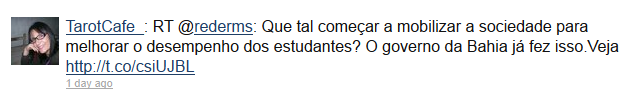 TarotCafe_: RT @rederms: Que tal começar a mobilizar a sociedade para
melhorar o desempenho dos estudantes? O governo da Bahia já fez isso.Veja
http://t.co/csiUJBL
1 day ago